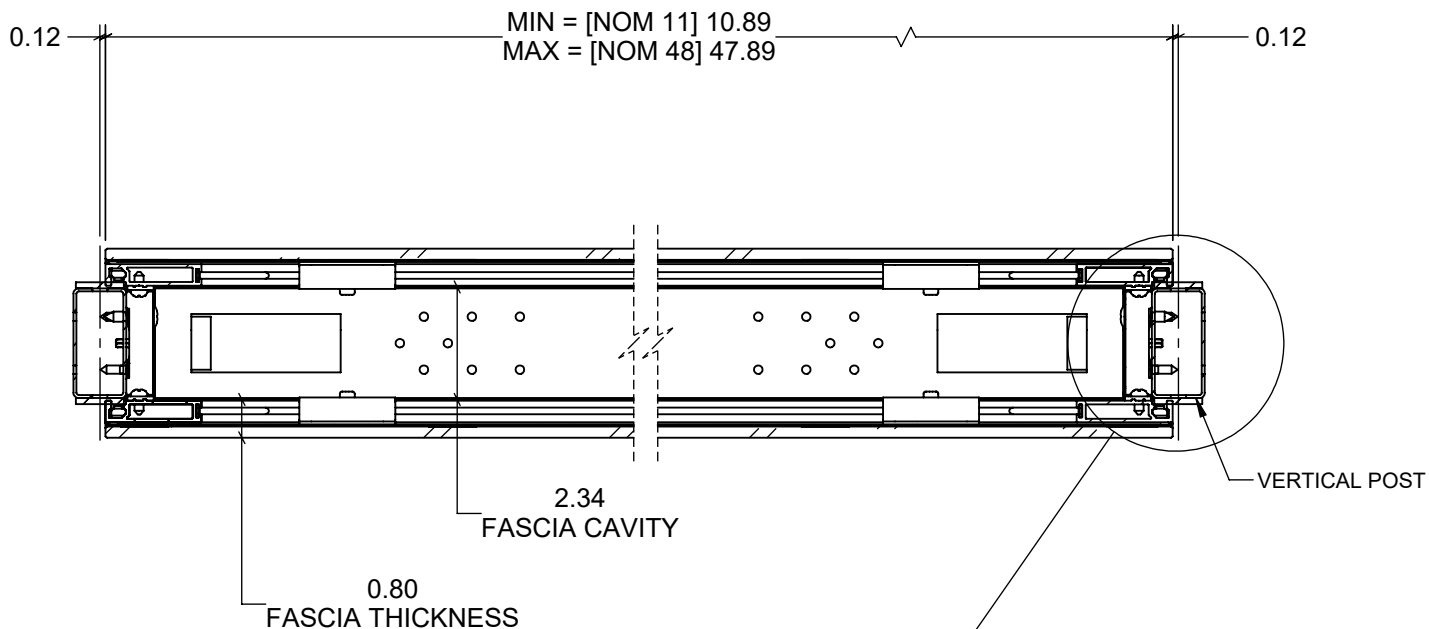 MIN = [NOM 11] 10.89
0.12
MAX = [NOM 48] 47.89
0.12
VERTICAL POST
2.34
FASCIA CAVITY
0.80
FASCIA THICKNESS